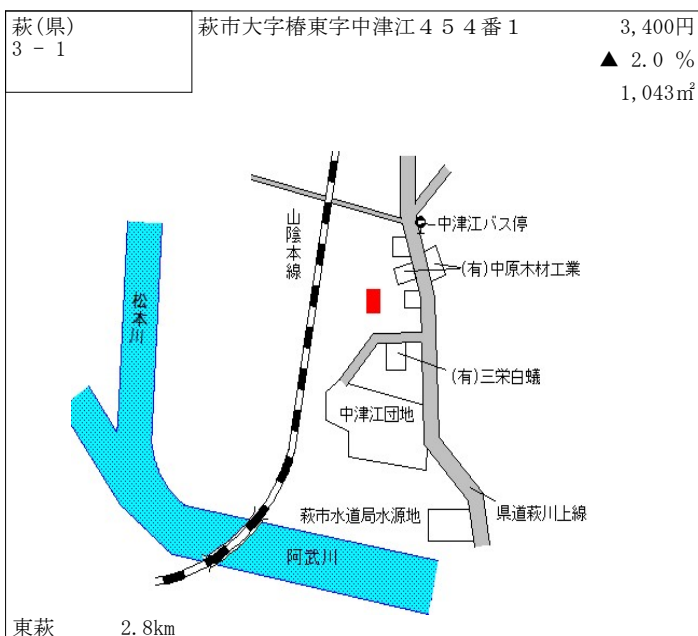 萩(県)
3 - 1
萩市大字椿東字中津江４５４番１
3,400円
▲ 2.0 %
1,043㎡
中津江バス停
山陰本線
(有)中原木材工業
松本川
(有)三栄白蟻
中津江団地
萩市水道局水源地
県道萩川上線
阿武川
東萩 2.8km